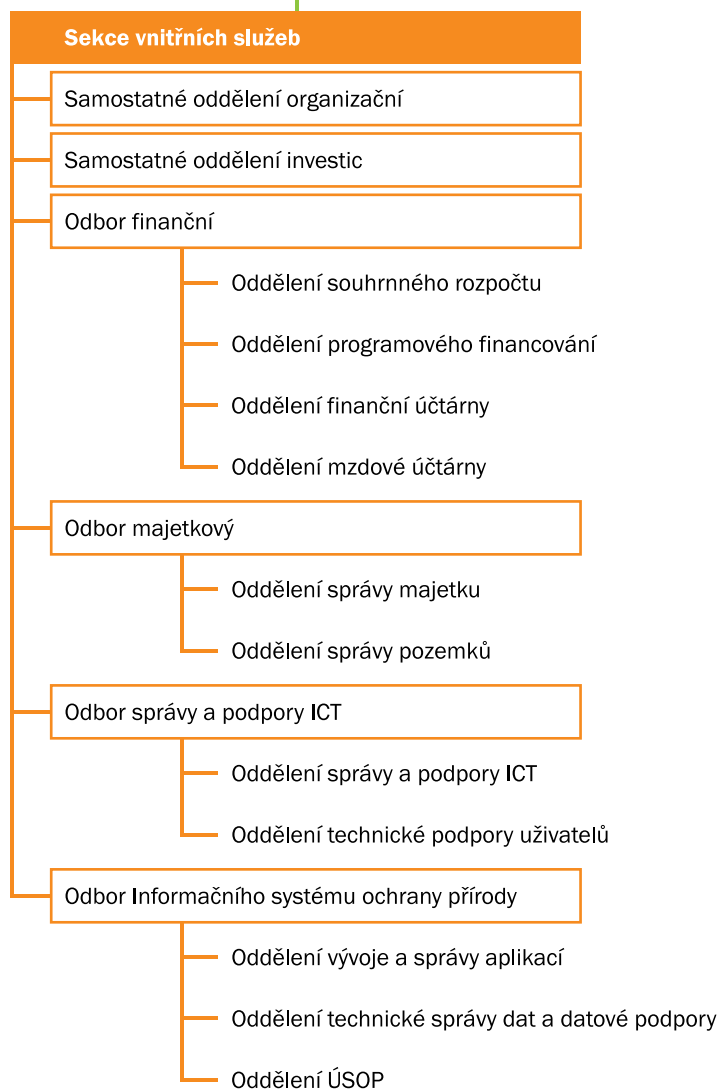 Sekce vnitřních služeb
Samostatné oddělení organizační
Samostatné oddělení investic
Odbor finanční
Oddělení souhrnného rozpočtu
Oddělení programového financování
Oddělení finanční účtárny
Oddělení mzdové účtárny
Odbor majetkový
Oddělení správy majetku
Oddělení správy pozemků
Odbor správy a podpory ICT
Oddělení správy a podpory ICT
Oddělení technické podpory uživatelů
Odbor Informačního systému ochrany přírody
Oddělení vývoje a správy aplikací
Oddělení technické správy dat a datové podpory
Oddělení ÚSOP